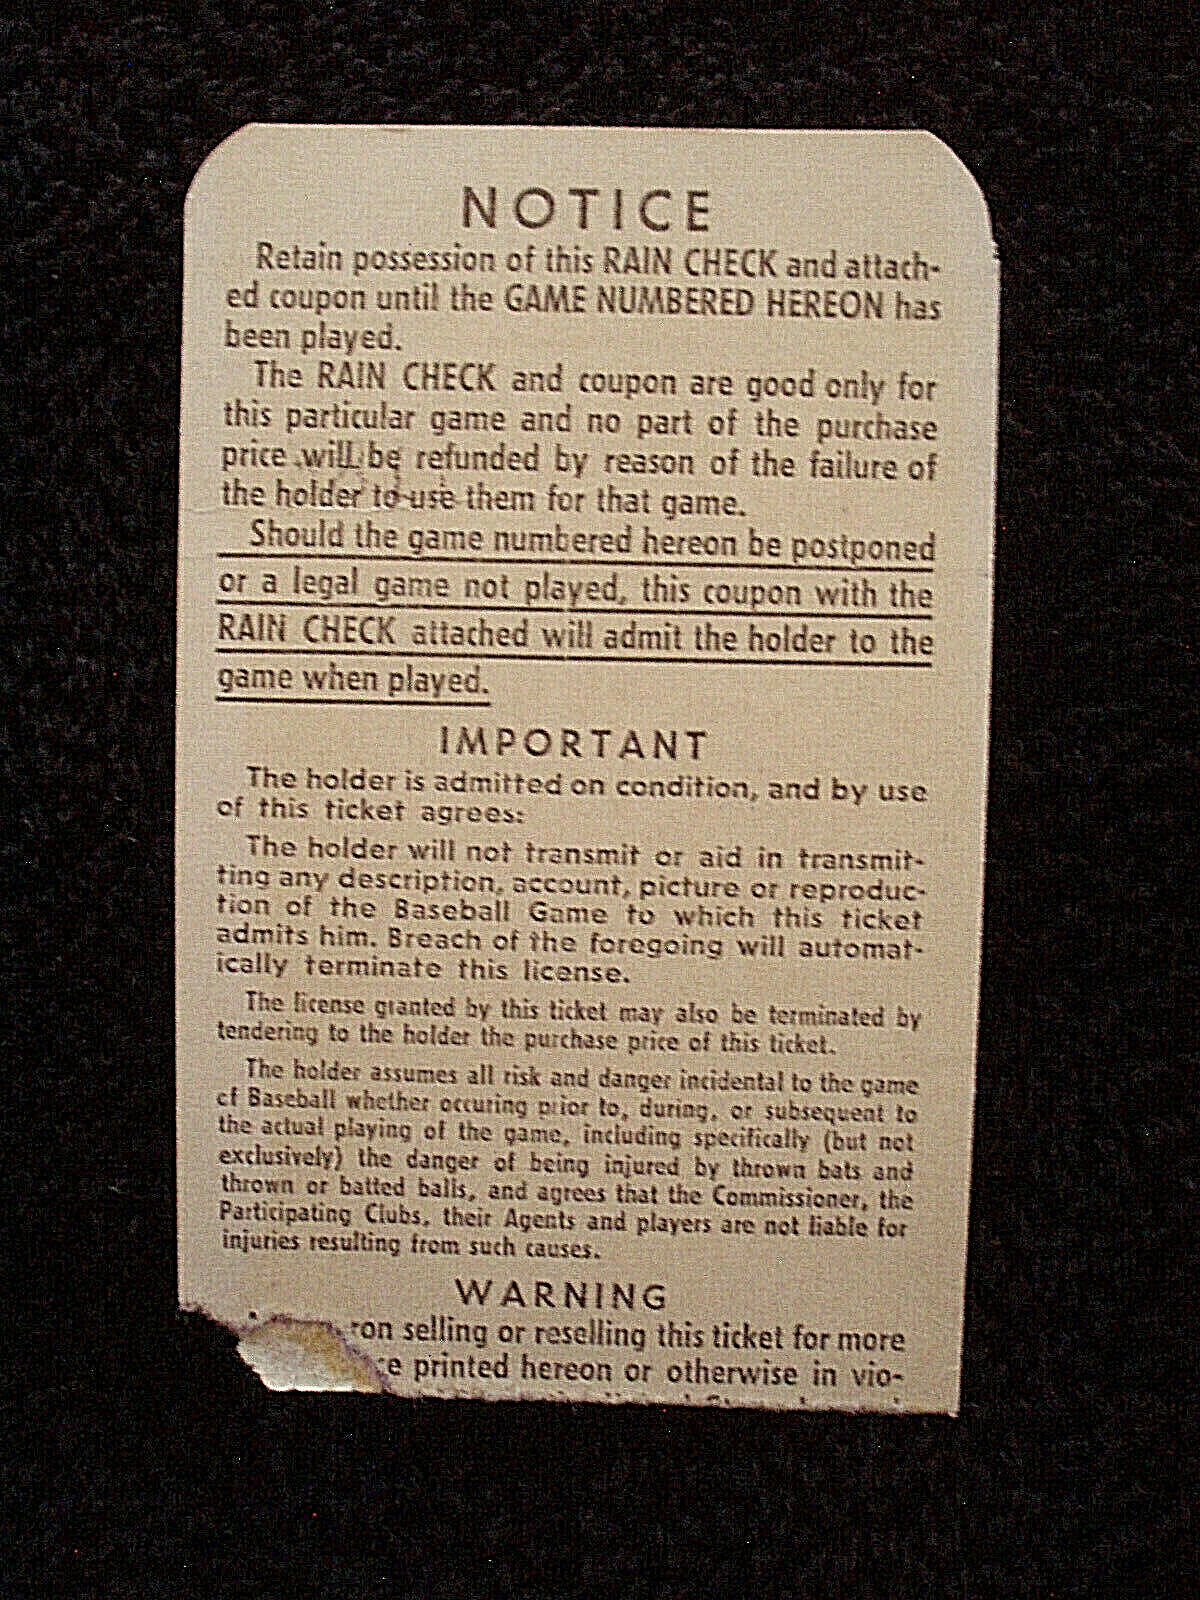 NOTICE
Retain possession of this RAIN CHECK and attach-
ed coupon until the GAME NUMBERED HEREON has
been played.
The RAIN CHECK and coupon are good only for
this particular game and no part of the purchase
price will be refunded by reason of the failure of
the holder to use them for that game.
Should the game numbered hereon be postponed
or a legal game not played, this coupon with the
RAIN CHECK attached will admit the holder to the
game when played.
IMPORTANT
The holder is admitted on condition, and by use
of this ticket agrees:
The holder will not transmit or aid in transmit-
ting any description, account, picture or reproduc-
tion of the Baseball Game to which this ticket
admits him. Breach of the foregoing will automat-
ically terminate this license.
The license granted by this ticket may also be terminated by
tendering to the holder the purchase price of this ticket.
The holder assumes all risk and danger incidental to the game
of Baseball whether occuring prior to, during, or subsequent to
the actual playing of the game, including specifically (but not
exclusively) the danger of being injured by thrown bats and
thrown or batted balls, and agrees that the Commissioner, the
Participating Clubs, their Agents and players are not liable for
injuries resulting from such causes.
WARNING
selling or reselling this ticket for more
printed hereon or otherwise in vio-